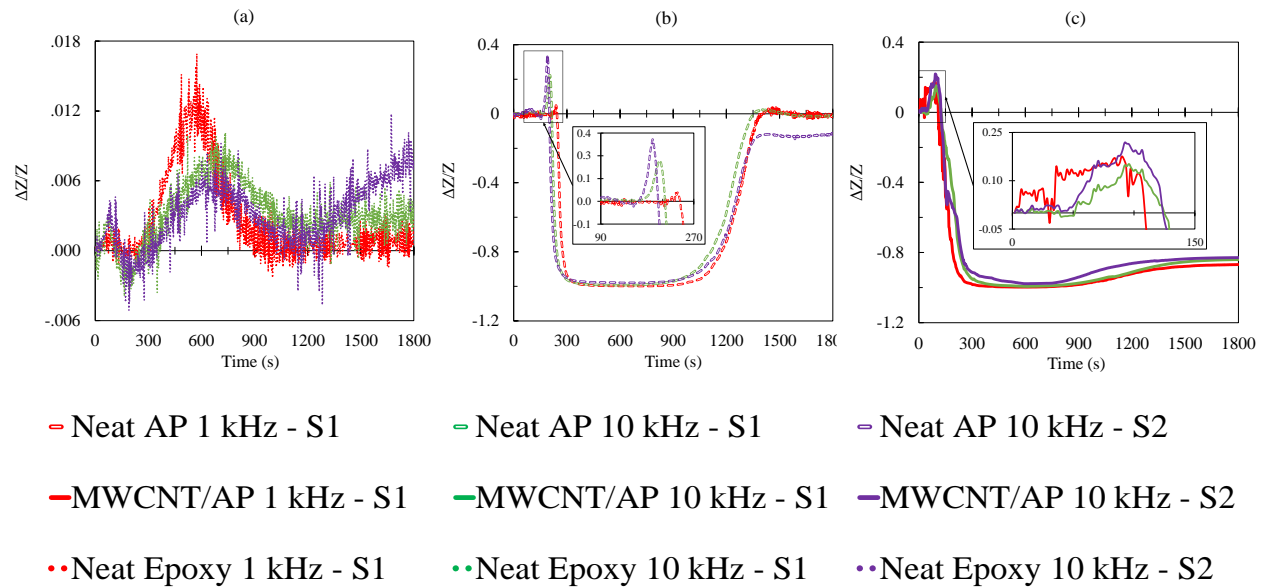 (a)
(b)
(c)
.018
.012
.006
.000
-.006
ΔZ/Z
0 300 600 900 1200 1500 1800
Time (s)
0.4
0
-0.4
-0.8
-1.2
ΔZ/Z
0.4
0.3
0.2
0.1
0.0
-0.1
90 270
0 300 600 900 1200 1500 180
Time (s)
0.4
0
-0.4
-0.8
-1.2
ΔZ/Z
0.25
0.10
-0.05
0 150
0 300 600 900 1200 1500 1800
Time (s)
Neat AP 1 kHz - S1
Neat AP 10 kHz - S1
Neat AP 10 kHz - S2
MWCNT/AP 1 kHz - S1
MWCNT/AP 10 kHz - S1
MWCNT/AP 10 kHz - S2
Neat Epoxy 1 kHz - S1
Neat Epoxy 10 kHz - S1
Neat Epoxy 10 kHz - S2